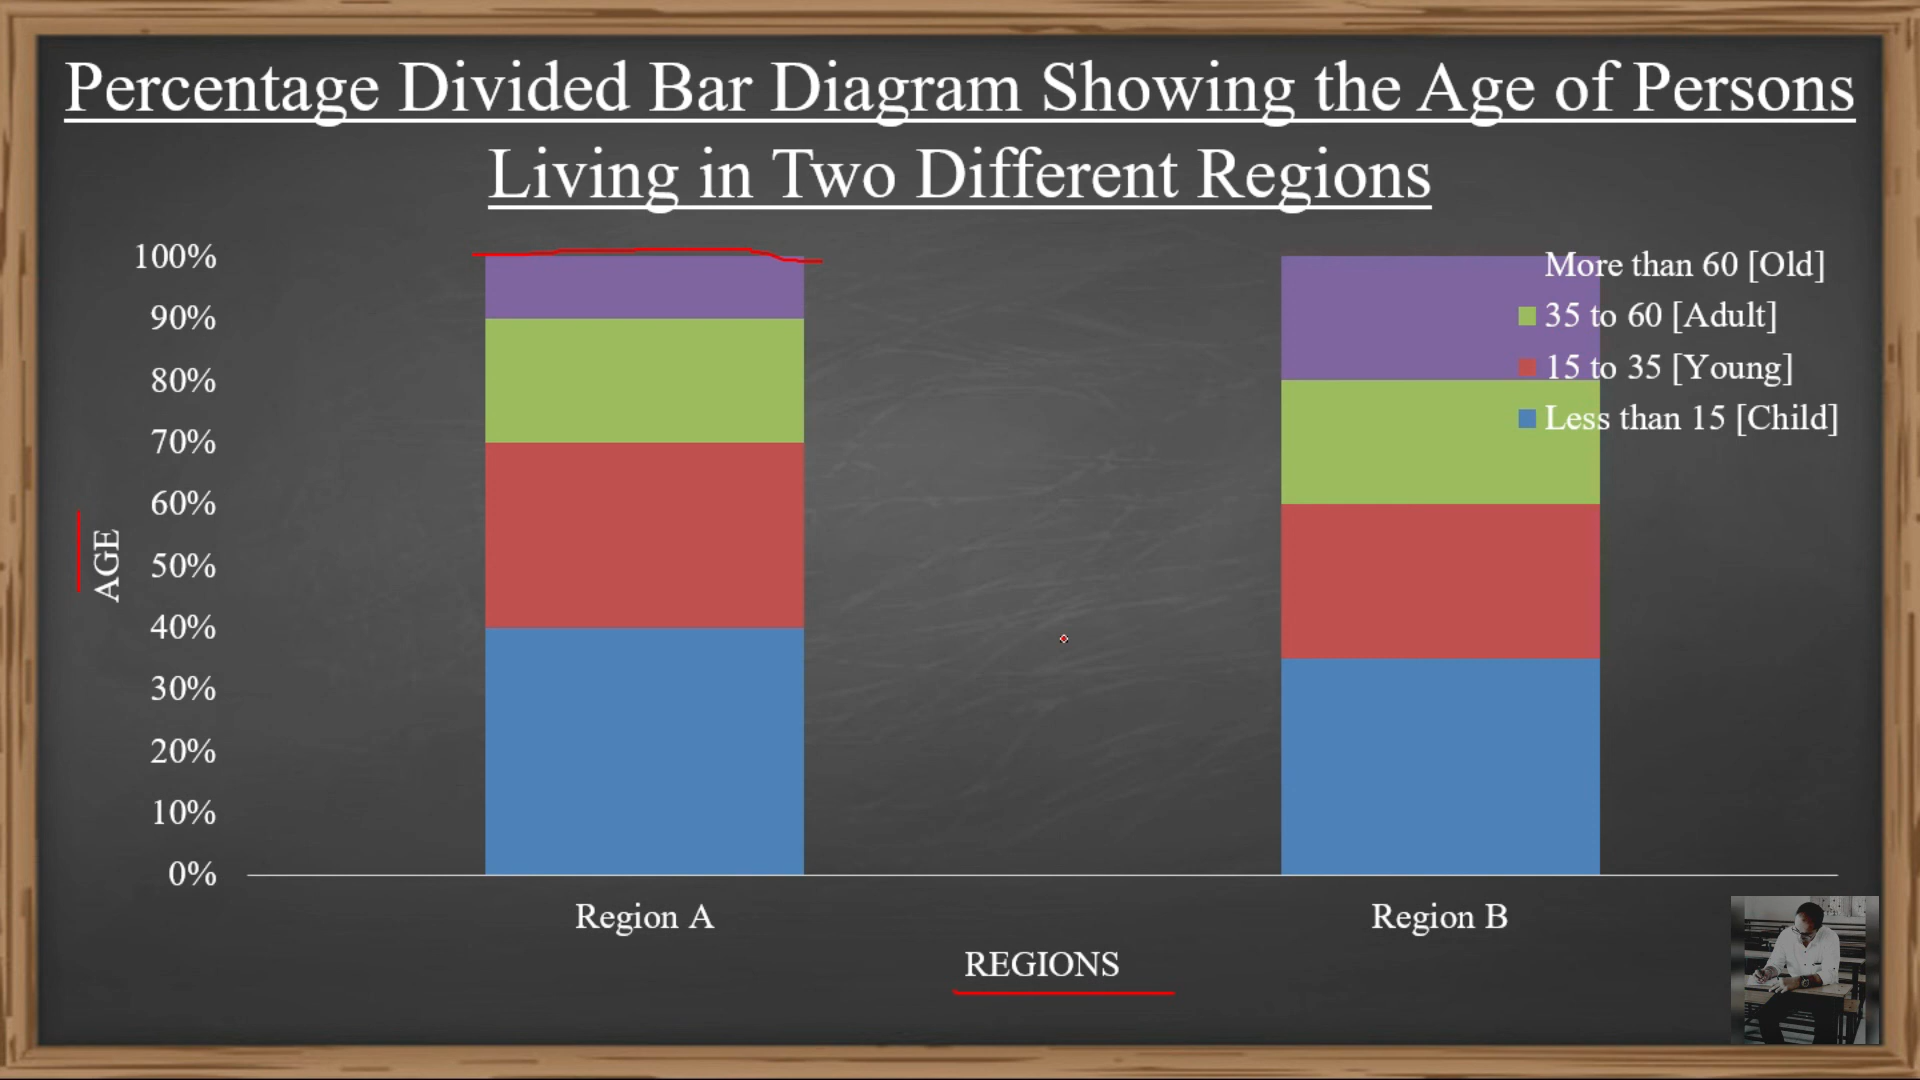 Percentage Divided Bar Diagram Showing the Age of Persons
Living in Two Different Regions
100%
90%
80%
70%
60%
50%
40%
30%
20%
10%
0%
AGE
More than 60 [Old]
35 to 60 [Adult]
15 to 35 [Young]
Less than 15 [Child]
Region A
Region B
REGIONS